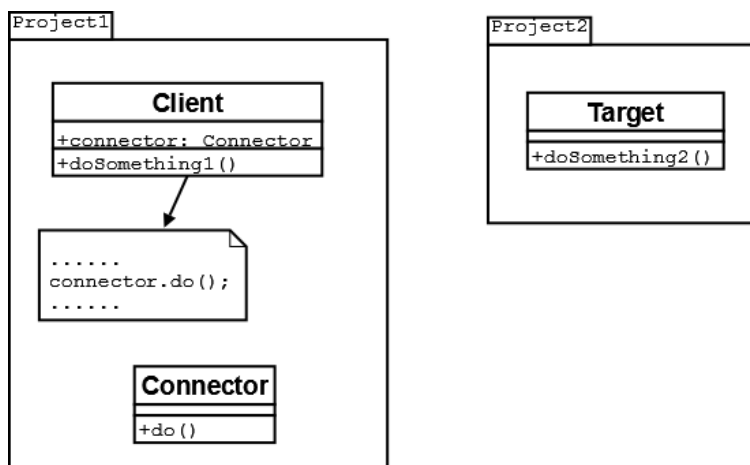 Project1
Client
+connector: Connector
+doSomething1()
......
connector.do();
......
Connector
+do()
Project2
Target
+doSomething2()